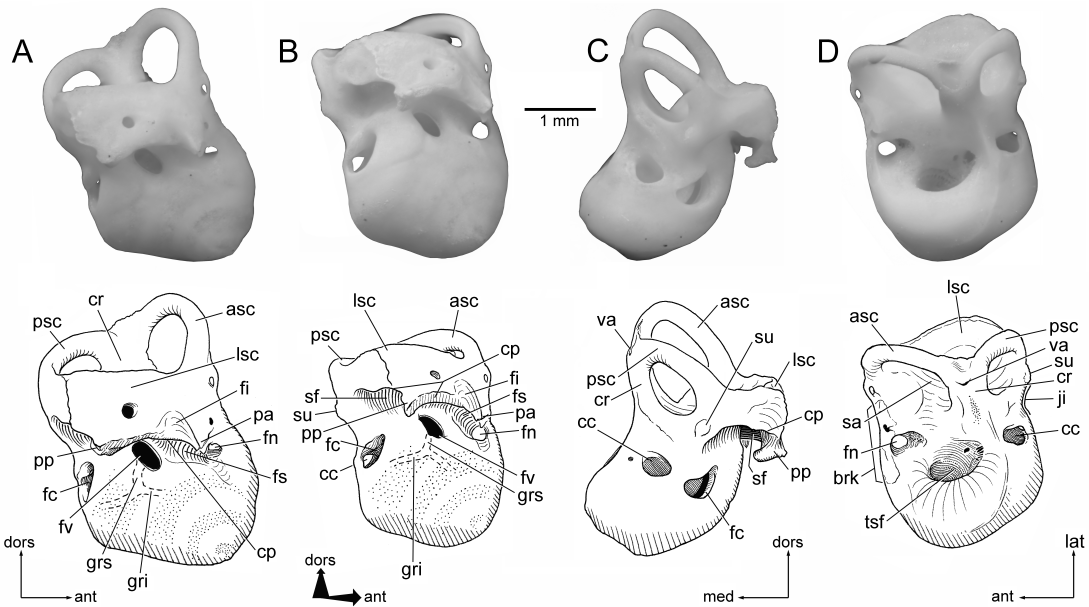 A
B
C
D
1 mm
cr
asc
psc
lsc
fi
pa
fn
fs
cp
pp
fc
fv
grs
gri
dors
ant
lsc
asc
psc
cp
fi
fs
pa
fn
sf
su
pp
fc
cc
fv
grs
gri
dors
ant
asc
va
su
lsc
psc
cr
cp
cc
sf
pp
fc
dors
med
lsc
asc
psc
va
su
cr
ji
sa
cc
fn
brk
tsf
lat
ant